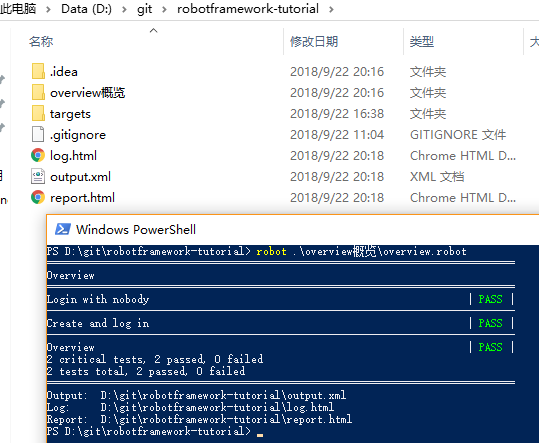 此电脑 › Data (D:) › git › robotframework-tutorial ›
名称 修改日期 类型 大
.idea 2018/9/22 20:16 文件夹
overview概览 2018/9/22 20:16 文件夹
targets 2018/9/22 16:38 文件夹
.gitignore 2018/9/22 11:04 GITIGNORE 文件
log.html 2018/9/22 20:18 Chrome HTML D...
output.xml 2018/9/22 20:18 XML 文档
report.html 2018/9/22 20:18 Chrome HTML D...
Windows PowerShell
PS D:\git\robotframework-tutorial> robot .\overview概览\overview.robot
Overview
Login with nobody | PASS |
Create and log in | PASS |
Overview | PASS |
2 critical tests, 2 passed, 0 failed
2 tests total, 2 passed, 0 failed
Output: D:\git\robotframework-tutorial\output.xml
Log: D:\git\robotframework-tutorial\log.html
Report: D:\git\robotframework-tutorial\report.html
PS D:\git\robotframework-tutorial>